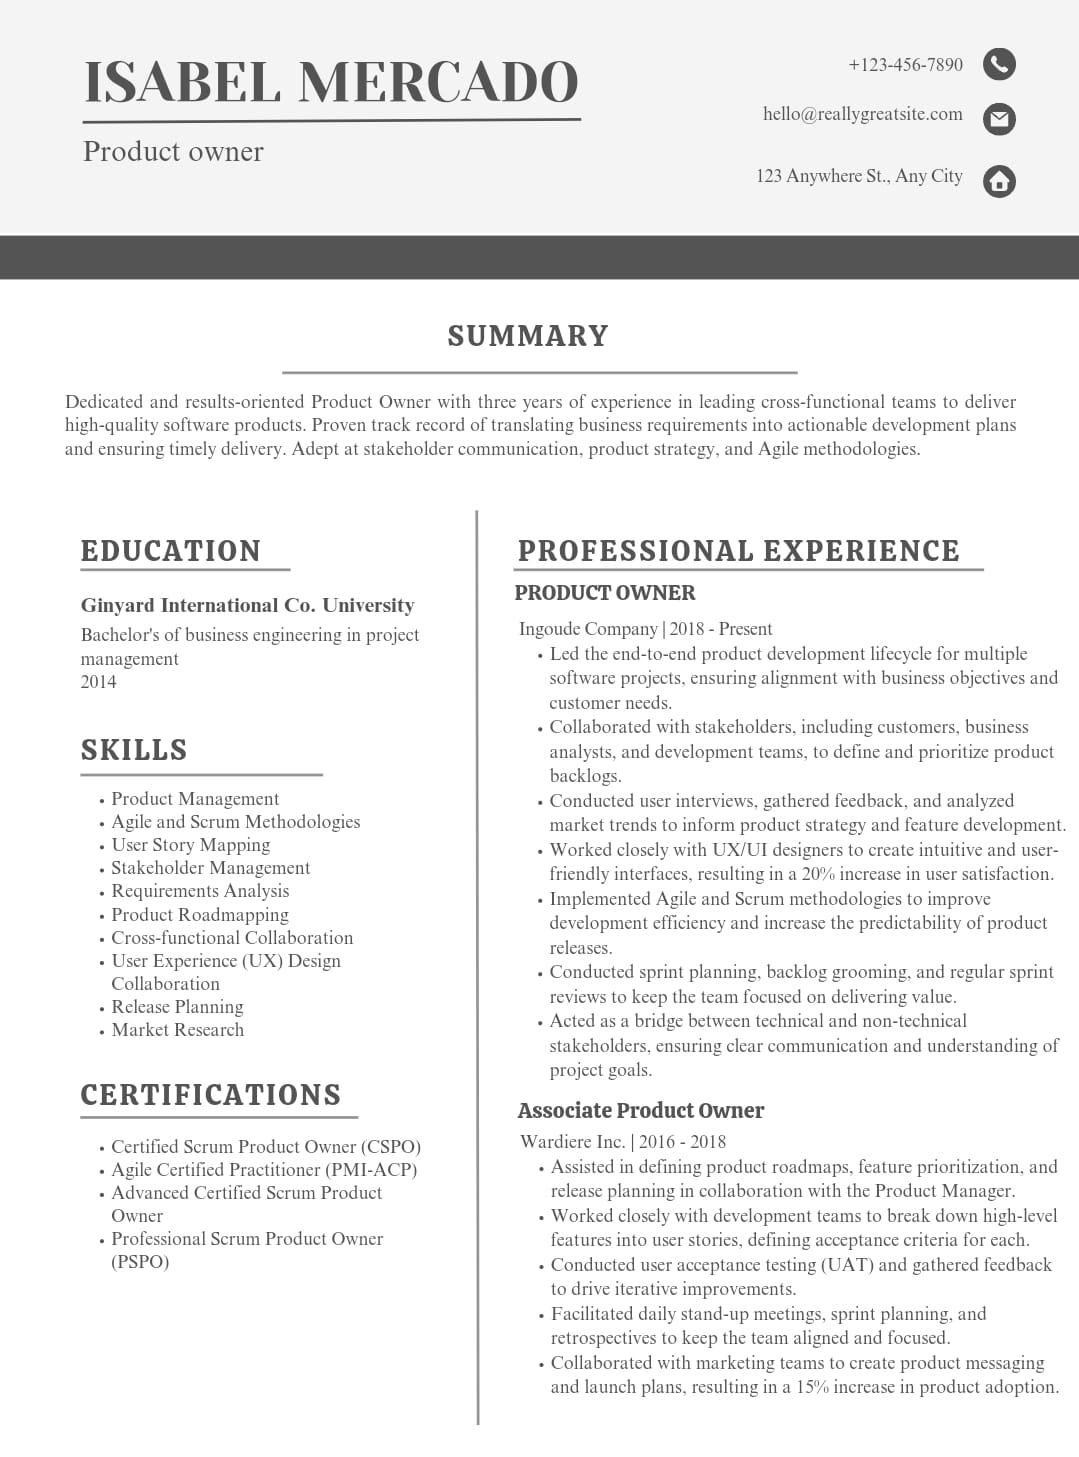 ISABEL MERCADO
Product owner
+123-456-7890
hello@reallygreatsite.com
123 Anywhere St., Any City
SUMMARY
Dedicated and results-oriented Product Owner with three years of experience in leading cross-functional teams to deliver
high-quality software products. Proven track record of translating business requirements into actionable development plans
and ensuring timely delivery. Adept at stakeholder communication, product strategy, and Agile methodologies.
EDUCATION
Ginyard International Co. University
Bachelor's of business engineering in project
management
2014
SKILLS
• Product Management
• Agile and Scrum Methodologies
• User Story Mapping
• Stakeholder Management
• Requirements Analysis
• Product Roadmapping
• Cross-functional Collaboration
• User Experience (UX) Design
Collaboration
• Release Planning
• Market Research
CERTIFICATIONS
• Certified Scrum Product Owner (CSPO)
• Agile Certified Practitioner (PMI-ACP)
• Advanced Certified Scrum Product
Owner
• Professional Scrum Product Owner
(PSPO)
PROFESSIONAL EXPERIENCE
PRODUCT OWNER
Ingoude Company | 2018 - Present
• Led the end-to-end product development lifecycle for multiple
software projects, ensuring alignment with business objectives and
customer needs.
• Collaborated with stakeholders, including customers, business
analysts, and development teams, to define and prioritize product
backlogs.
• Conducted user interviews, gathered feedback, and analyzed
market trends to inform product strategy and feature development.
• Worked closely with UX/UI designers to create intuitive and user-
friendly interfaces, resulting in a 20% increase in user satisfaction.
• Implemented Agile and Scrum methodologies to improve
development efficiency and increase the predictability of product
releases.
• Conducted sprint planning, backlog grooming, and regular sprint
reviews to keep the team focused on delivering value.
• Acted as a bridge between technical and non-technical
stakeholders, ensuring clear communication and understanding of
project goals.
Associate Product Owner
Wardiere Inc. | 2016 - 2018
• Assisted in defining product roadmaps, feature prioritization, and
release planning in collaboration with the Product Manager.
• Worked closely with development teams to break down high-level
features into user stories, defining acceptance criteria for each.
• Conducted user acceptance testing (UAT) and gathered feedback
to drive iterative improvements.
• Facilitated daily stand-up meetings, sprint planning, and
retrospectives to keep the team aligned and focused.
• Collaborated with marketing teams to create product messaging
and launch plans, resulting in a 15% increase in product adoption.